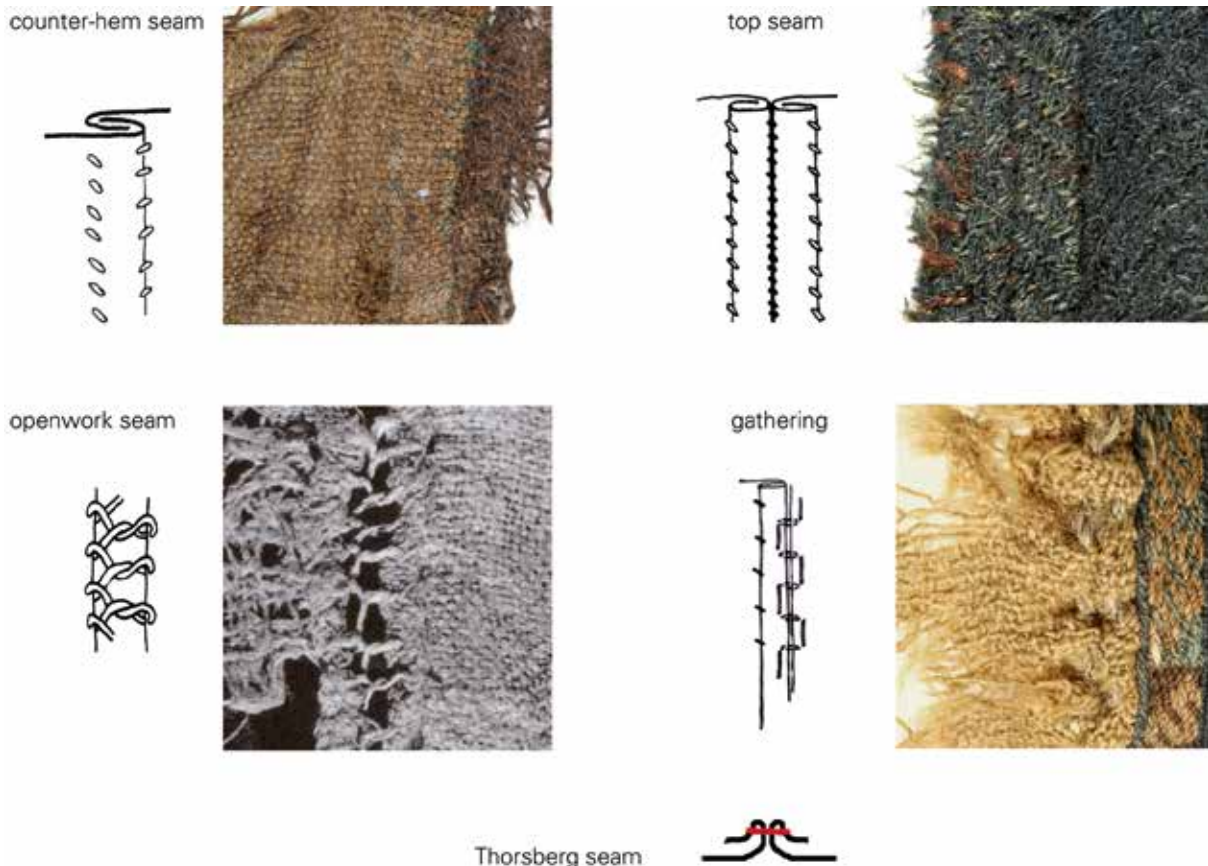 counter-hem seam
top seam
openwork seam
gathering
Thorsberg seam